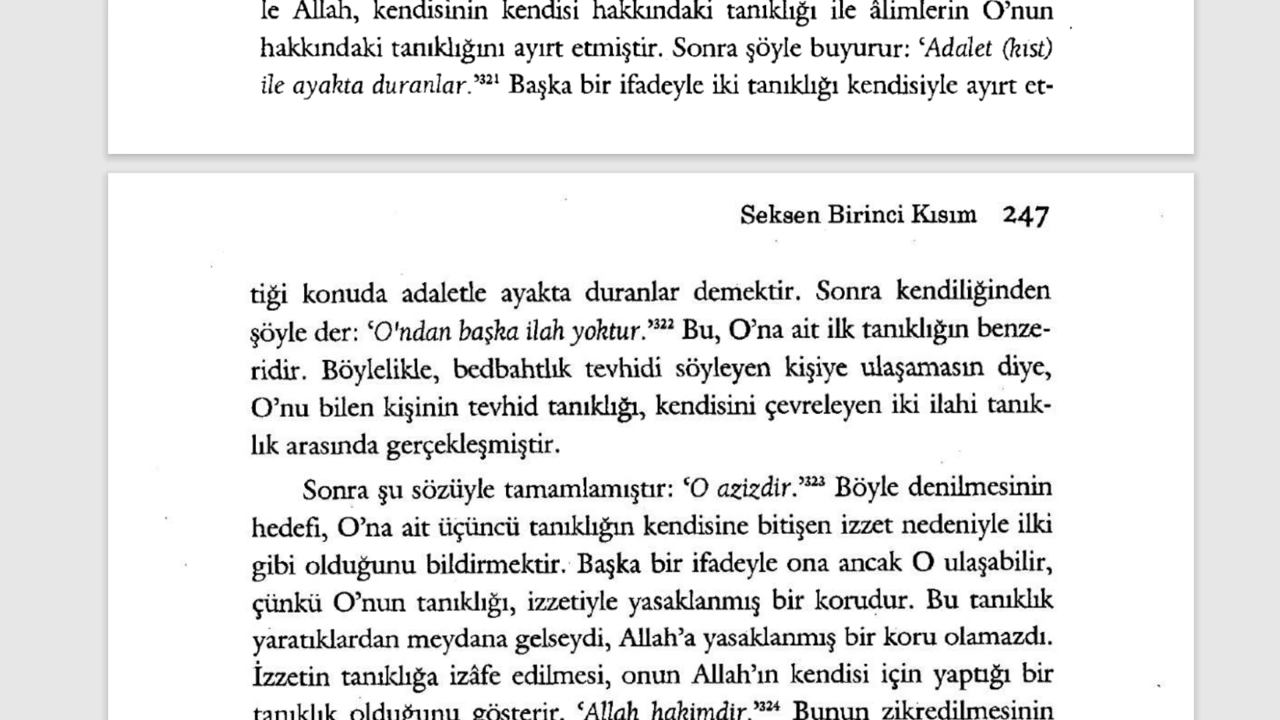 le Allah, kendisinin kendisi hakkındaki tanıklığı ile âlimlerin O’nun
hakkındaki tanıklığını ayırt etmiştir. Sonra şöyle buyurur: ‘Adalet (kıst)
ile ayakta duranlar.’³²¹ Başka bir ifadeyle iki tanıklığı kendisiyle ayırt et-
Seksen Birinci Kısım 247
tiği konuda adaletle ayakta duranlar demektir. Sonra kendiliğinden
şöyle der: ‘O'ndan başka ilah yoktur.’³²² Bu, O’na ait ilk tanıklığın benze-
ridir. Böylelikle, bedbahtlık tevhidi söyleyen kişiye ulaşamasın diye,
O’nu bilen kişinin tevhid tanıklığı, kendisini çevreleyen iki ilahi tanık-
lık arasında gerçekleşmiştir.
Sonra şu sözüyle tamamlamıştır: ‘O azizdir.’³²³ Böyle denilmesinin
hedefi, O’na ait üçüncü tanıklığın kendisine bitişen izzet nedeniyle ilki
gibi olduğunu bildirmektir. Başka bir ifadeyle ona ancak O ulaşabilir,
çünkü O’nun tanıklığı, izzetiyle yasaklanmış bir korudur. Bu tanıklık
yaratıklardan meydana gelseydi, Allah’a yasaklanmış bir koru olamazdı.
İzzetin tanıklığa izâfe edilmesi, onun Allah’ın kendisi için yaptığı bir
tanıklık olduğunu gösterir. ‘Allah hakimdir.’³²⁴ Bunun zikredilmesinin